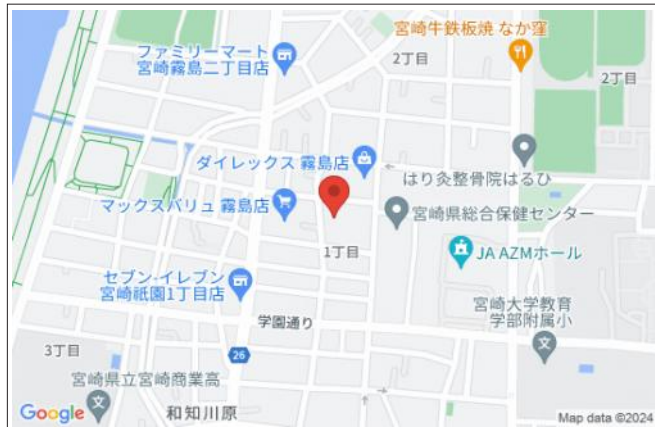 宮崎牛鉄板焼 なか窪
ファミリーマート
宮崎霧島二丁目店
2丁目
2丁目
ダイレックス 霧島店
はり灸整骨院はるひ
マックスバリュ 霧島店
宮崎県総合保健センター
1丁目
JA AZMホール
セブン-イレブン
宮崎祇園1丁目店
学園通り
宮崎大学教育
学部附属小
文
3丁目
26
宮崎県立宮崎商業高
文
Google
和知川原
Map data ©2024